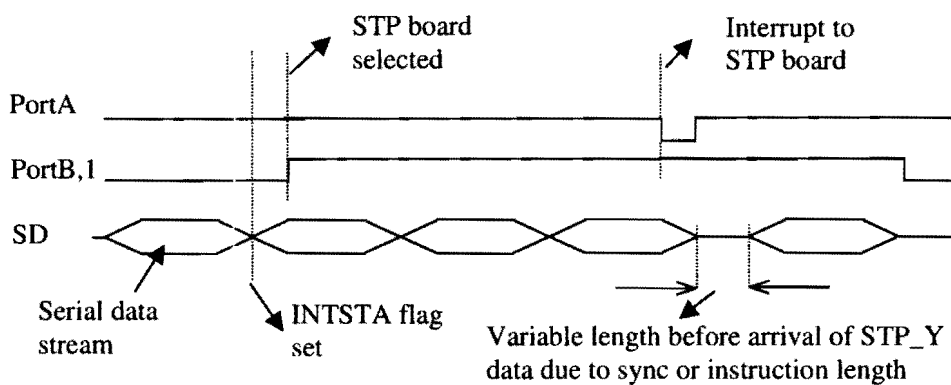 STP board
selected
Interrupt to
STP board
PortA
PortB,1
SD
Serial data
stream
INTSTA flag
set
Variable length before arrival of STP_Y
data due to sync or instruction length